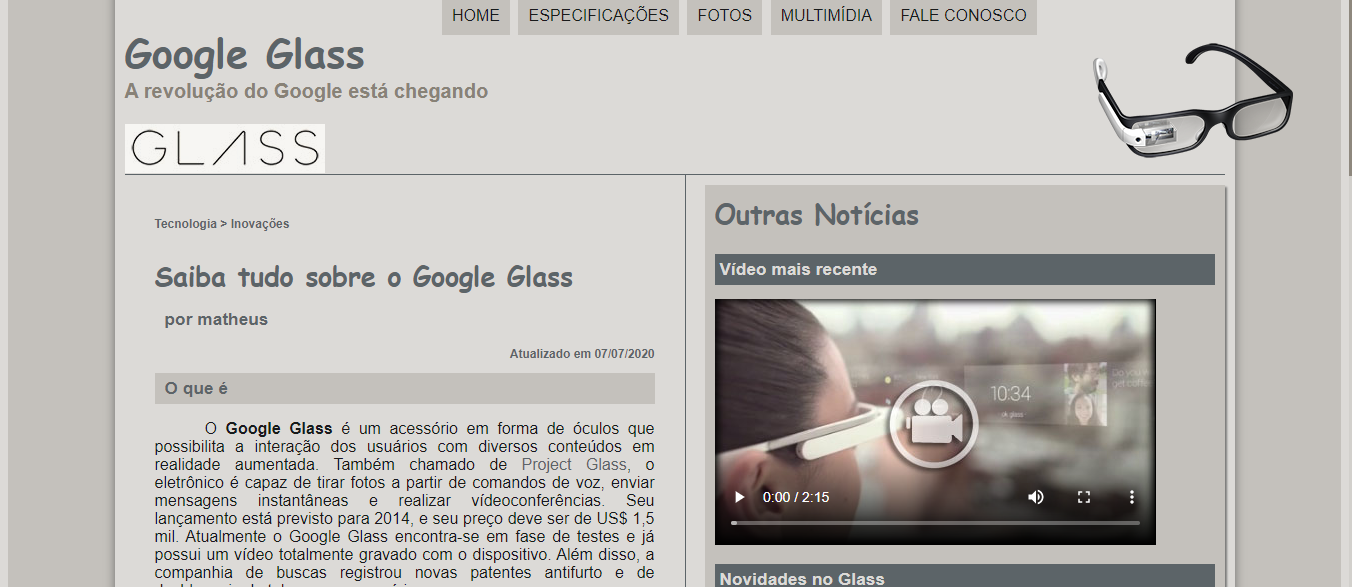 HOME ESPECIFICAÇÕES FOTOS MULTIMÍDIA FALE CONOSCO
Google Glass
A revolução do Google está chegando
GLASS
Tecnologia > Inovações
Saiba tudo sobre o Google Glass
por matheus
Atualizado em 07/07/2020
O que é
O Google Glass é um acessório em forma de óculos que
possibilita a interação dos usuários com diversos conteúdos em
realidade aumentada. Também chamado de Project Glass, o
eletrônico é capaz de tirar fotos a partir de comandos de voz, enviar
mensagens instantâneas e realizar vídeoconferências. Seu
lançamento está previsto para 2014, e seu preço deve ser de US$ 1,5
mil. Atualmente o Google Glass encontra-se em fase de testes e já
possui um vídeo totalmente gravado com o dispositivo. Além disso, a
companhia de buscas registrou novas patentes antifurto e de
Outras Notícias
Vídeo mais recente
10:34
ok glass
Do you
get coffe
0:00 / 2:15
Novidades no Glass